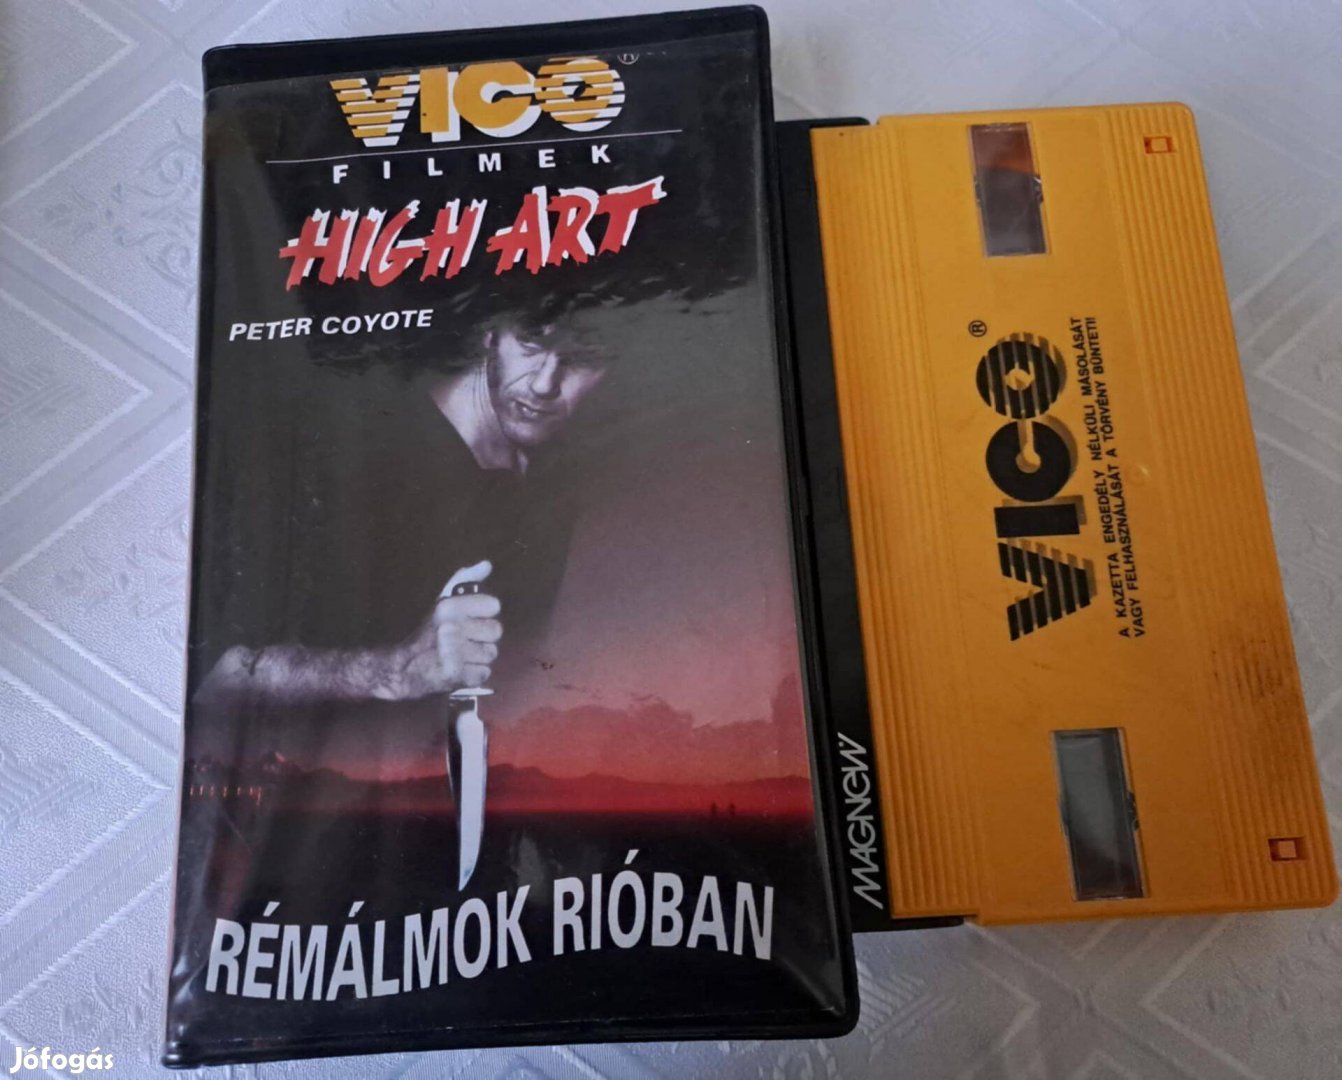 VICO®
FILMEK
HIGH ART
PETER COYOTE
RÉMÁLMOK RIÓBAN
MAGNEW
VICO®
A KAZETTA ENGEDÉLY NÉLKÜLI MÁSOLÁSÁT
VAGY FELHASZNÁLÁSÁT A TÖRVÉNY BÜNTETI!
Jófogás